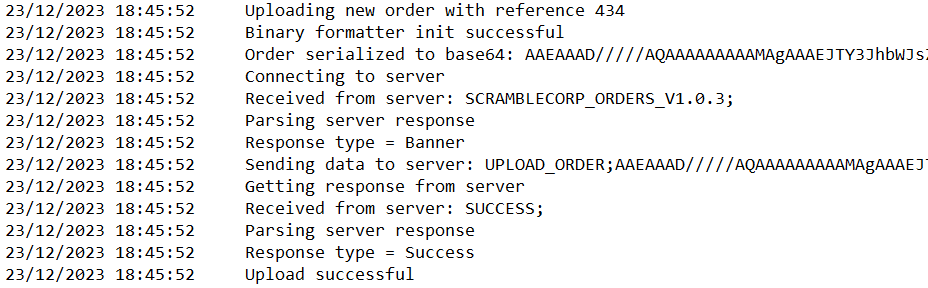 23/12/2023 18:45:52 Uploading new order with reference 434
23/12/2023 18:45:52 Binary formatter init successful
23/12/2023 18:45:52 Order serialized to base64: AAEAAAD/////AQAAAAAAAAAMAgAAAEJTY3JhbWJs
23/12/2023 18:45:52 Connecting to server
23/12/2023 18:45:52 Received from server: SCRAMBLECORP_ORDERS_V1.0.3;
23/12/2023 18:45:52 Parsing server response
23/12/2023 18:45:52 Response type = Banner
23/12/2023 18:45:52 Sending data to server: UPLOAD_ORDER;AAEAAAD/////AQAAAAAAAAAMAgAAAEJ
23/12/2023 18:45:52 Getting response from server
23/12/2023 18:45:52 Received from server: SUCCESS;
23/12/2023 18:45:52 Parsing server response
23/12/2023 18:45:52 Response type = Success
23/12/2023 18:45:52 Upload successful